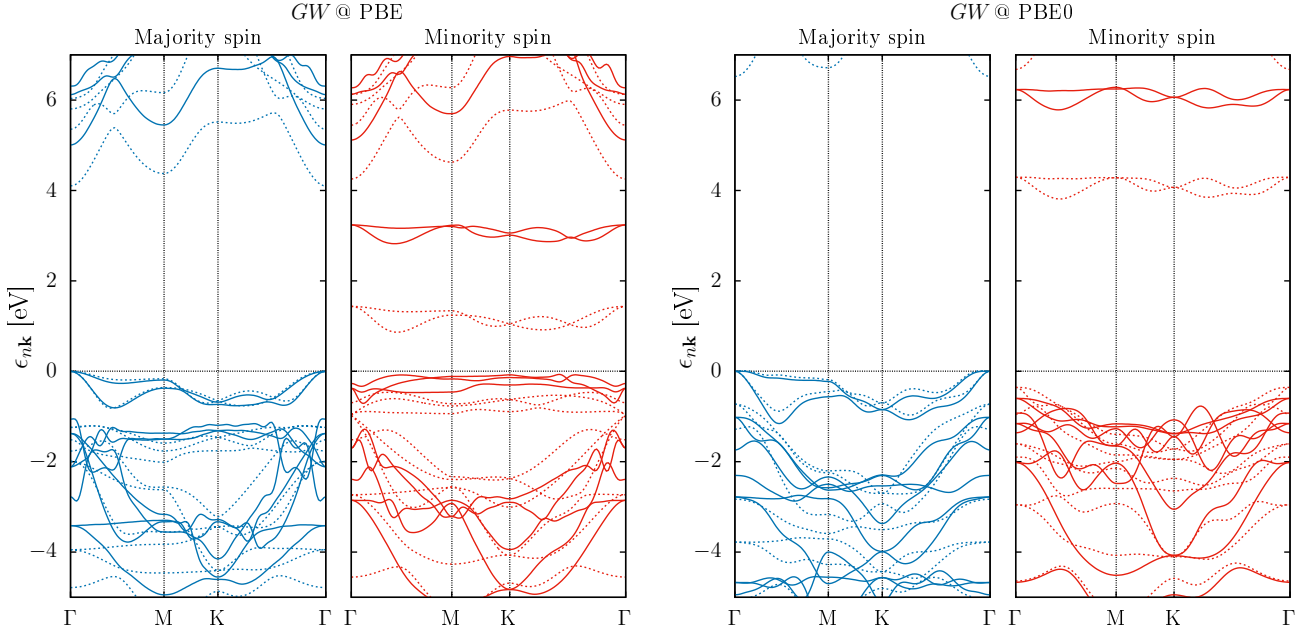 GW @ PBE
GW @ PBE0
Majority spin
Minority spin
Majority spin
Minority spin
ϵnk [eV]
6
4
2
0
−2
−4
Γ M K Γ
Γ M K Γ
ϵnk [eV]
6
4
2
0
−2
−4
Γ M K Γ
Γ M K Γ